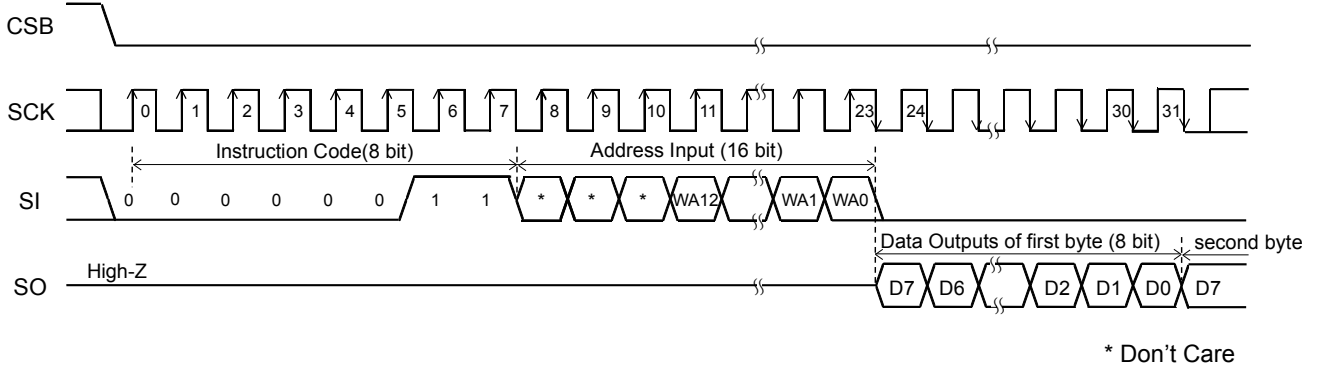 CSB
SCK 0 1 2 3 4 5 6 7 8 9 10 11 23 24 30 31
Instruction Code(8 bit) Address Input (16 bit)
SI 0 0 0 0 0 0 1 1 * * * WA12 WA1 WA0
Data Outputs of first byte (8 bit) second byte
High-Z
SO D7 D6 D2 D1 D0 D7
* Don't Care